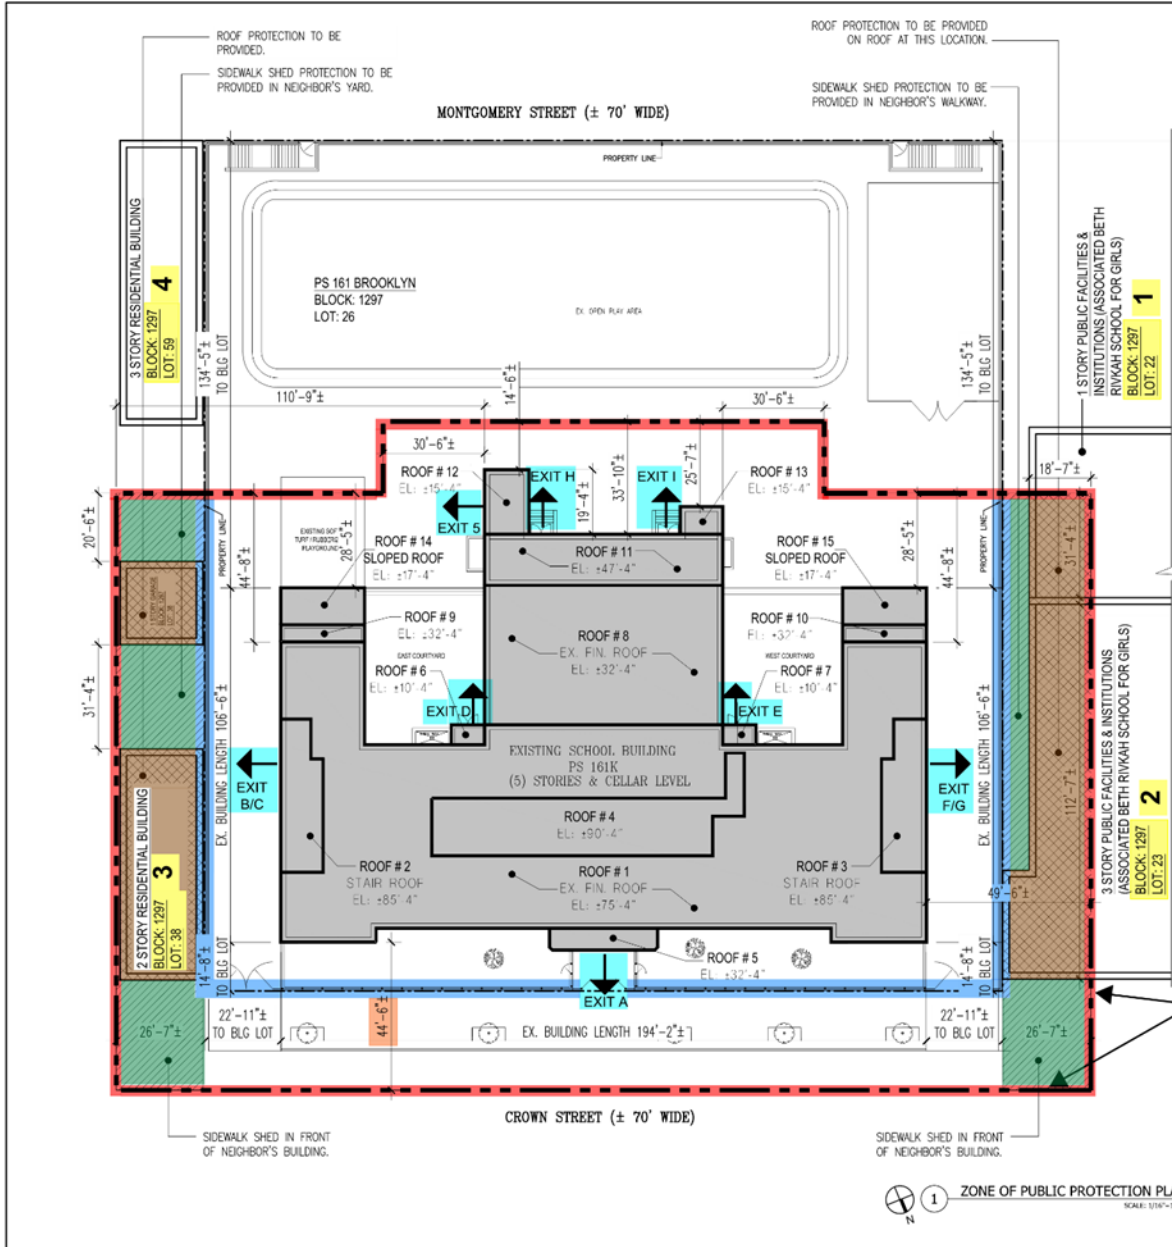 ROOF PROTECTION TO BE
PROVIDED.
SIDEWALK SHED PROTECTION TO BE
PROVIDED IN NEIGHBOR'S YARD.
ROOF PROTECTION TO BE PROVIDED
ON ROOF AT THIS LOCATION.
SIDEWALK SHED PROTECTION TO BE
PROVIDED IN NEIGHBOR'S WALKWAY.
MONTGOMERY STREET (± 70' WIDE)
PROPERTY LINE
3 STORY RESIDENTIAL BUILDING
BLOCK: 1297
LOT: 59
4
134'-5"±
TO BLG LOT
PS 161 BROOKLYN
BLOCK: 1297
LOT: 26
EX. OPEN PLAY AREA
134'-5"±
TO BLG LOT
1 STORY PUBLIC FACILITIES &
INSTITUTIONS (ASSOCIATED BETH
RIVKAH SCHOOL FOR GIRLS)
BLOCK: 1297
LOT: 22
1
110'-9"±
14'-6"±
30'-6"±
30'-6"±
25'-7"±
33'-10"±
19'-4"±
18'-7"±
ROOF # 12
EL: ±15'-4"
EXIT H
EXIT I
ROOF # 13
EL: ±15'-4"
EXIT 5
20'-6"±
PROPERTY LINE
EXISTING SOFT
TURF / RUBBERIZED
PLAYGROUND
28'-5"±
44'-8"±
ROOF # 14
SLOPED ROOF
EL: ±17'-4"
ROOF # 11
EL: ±47'-4"
ROOF # 15
SLOPED ROOF
EL: ±17'-4"
28'-5"±
44'-8"±
PROPERTY LINE
31'-4"±
ROOF # 9
EL: ±32'-4"
ROOF # 8
EX. FIN. ROOF
EL: ±32'-4"
ROOF # 10
EL: ±32'-4"
EAST COURTYARD
WEST COURTYARD
ROOF # 6
EL: ±10'-4"
ROOF # 7
EL: ±10'-4"
31'-4"±
EXIT D
EXIT E
EX. BUILDING LENGTH 106'-6"±
EX. BUILDING LENGTH 106'-6"±
EXISTING SCHOOL BUILDING
PS 161K
(5) STORIES & CELLAR LEVEL
EXIT
B/C
EXIT
F/G
112'-7"±
3 STORY PUBLIC FACILITIES & INSTITUTIONS
(ASSOCIATED BETH RIVKAH SCHOOL FOR GIRLS)
BLOCK: 1297
LOT: 23
2
ROOF # 4
EL: ±90'-4"
2 STORY RESIDENTIAL BUILDING
BLOCK: 1297
LOT: 38
3
ROOF # 2
STAIR ROOF
EL: ±85'-4"
ROOF # 1
EX. FIN. ROOF
EL: ±75'-4"
ROOF # 3
STAIR ROOF
EL: ±85'-4"
49'-6"±
14'-8"±
TO BLG LOT
ROOF # 5
EL: ±32'-4"
14'-8"±
TO BLG LOT
EXIT A
44'-6"±
26'-7"±
22'-11"±
TO BLG LOT
EX. BUILDING LENGTH 194'-2"±
22'-11"±
TO BLG LOT
26'-7"±
CROWN STREET (± 70' WIDE)
SIDEWALK SHED IN FRONT
OF NEIGHBOR'S BUILDING.
SIDEWALK SHED IN FRONT
OF NEIGHBOR'S BUILDING.
N
1
ZONE OF PUBLIC PROTECTION PL
SCALE: 1/16"=